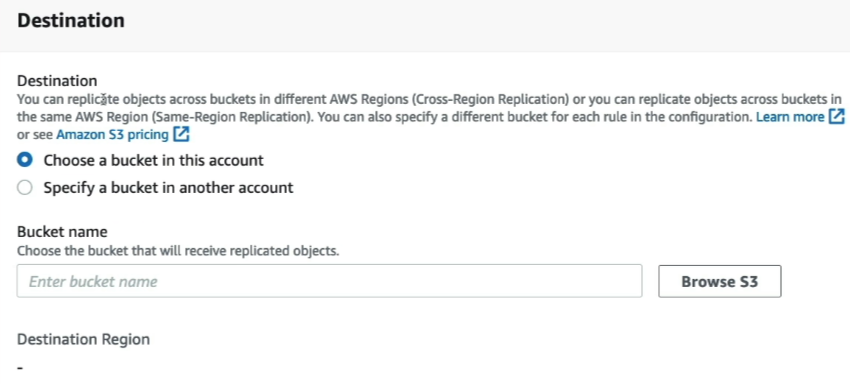 Destination
Destination
You can replicate objects across buckets in different AWS Regions (Cross-Region Replication) or you can replicate objects across buckets in
the same AWS Region (Same-Region Replication). You can also specify a different bucket for each rule in the configuration. Learn more
or see Amazon S3 pricing
Choose a bucket in this account
Specify a bucket in another account
Bucket name
Choose the bucket that will receive replicated objects.
Enter bucket name
Browse S3
Destination Region
-